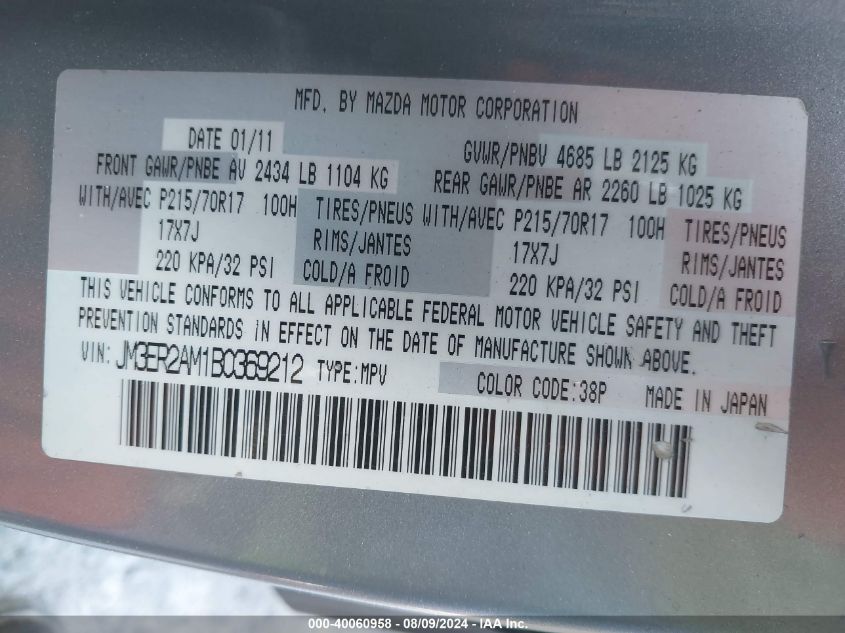 MFD. BY MAZDA MOTOR CORPORATION
DATE 01/11
GVWR/PNBV 4685 LB 2125 KG
FRONT GAWR/PNBE AV 2434 LB 1104 KG
REAR GAWR/PNBE AR 2260 LB 1025 KG
WITH/AVEC P215/70R17 100H TIRES/PNEUS WITH/AVEC P215/70R17 100H TIRES/PNEUS
17X7J RIMS/JANTES 17X7J RIMS/JANTES
220 KPA/32 PSI COLD/A FROID 220 KPA/32 PSI COLD/A FROID
THIS VEHICLE CONFORMS TO ALL APPLICABLE FEDERAL MOTOR VEHICLE SAFETY AND THEFT
PREVENTION STANDARDS IN EFFECT ON THE DATE OF MANUFACTURE SHOWN ABOVE.
VIN: JM3ER2AM1B0369212 TYPE:MPV COLOR CODE:38P MADE IN JAPAN
000-40060958 - 08/09/2024 - IAA Inc.